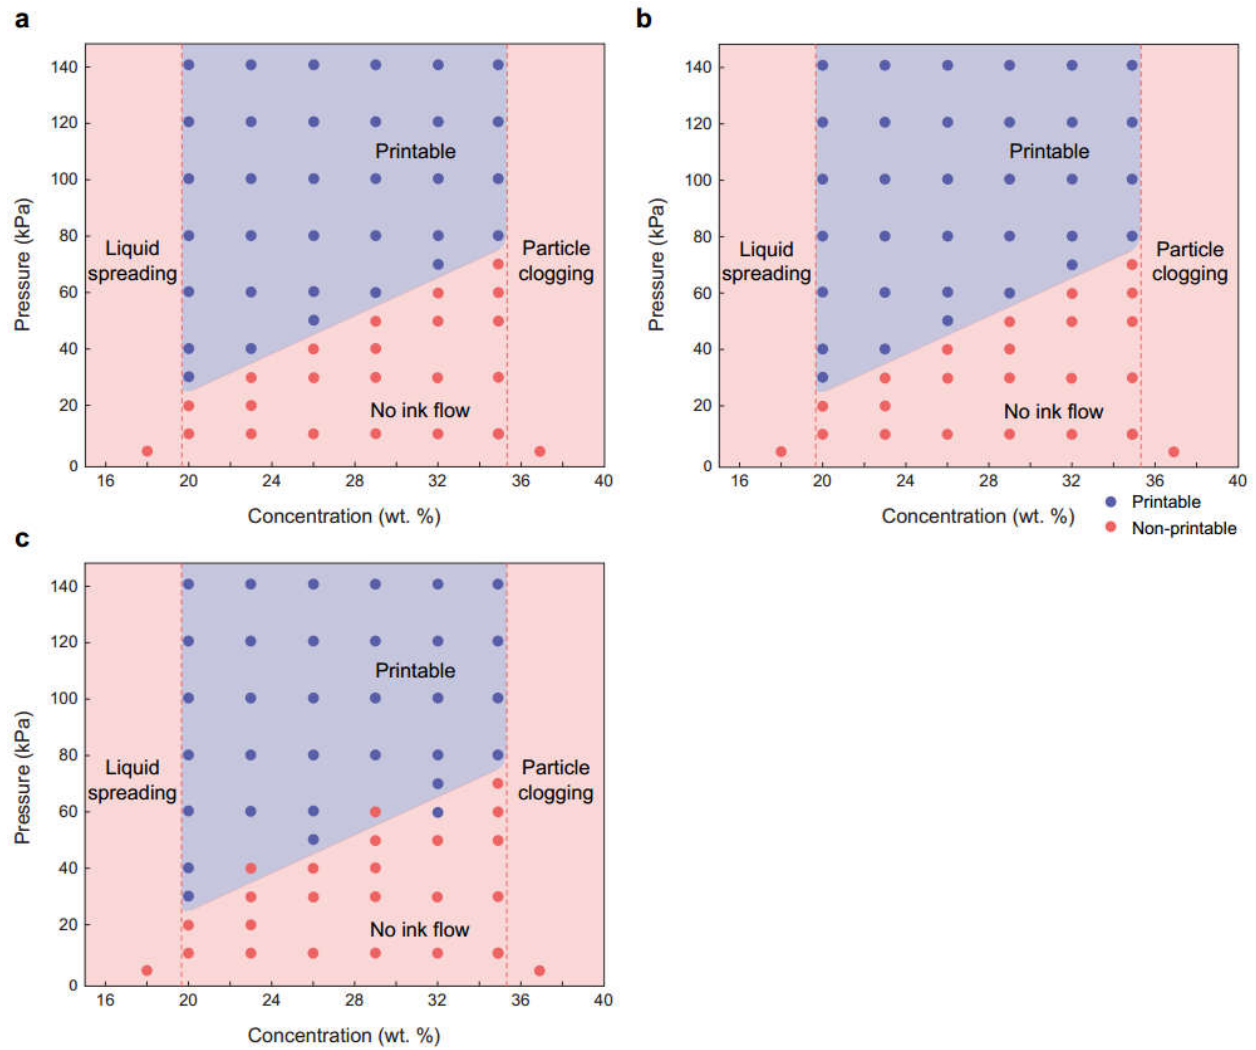 a
140
120
100
80
60
40
20
0
Pressure (kPa)
Liquid
spreading
Printable
Particle
clogging
No ink flow
16 20 24 28 32 36 40
Concentration (wt. %)
b
140
120
100
80
60
40
20
0
Pressure (kPa)
Liquid
spreading
Printable
Particle
clogging
No ink flow
16 20 24 28 32 36 40
Concentration (wt. %)
Printable
Non-printable
c
140
120
100
80
60
40
20
0
Pressure (kPa)
Liquid
spreading
Printable
Particle
clogging
No ink flow
16 20 24 28 32 36 40
Concentration (wt. %)